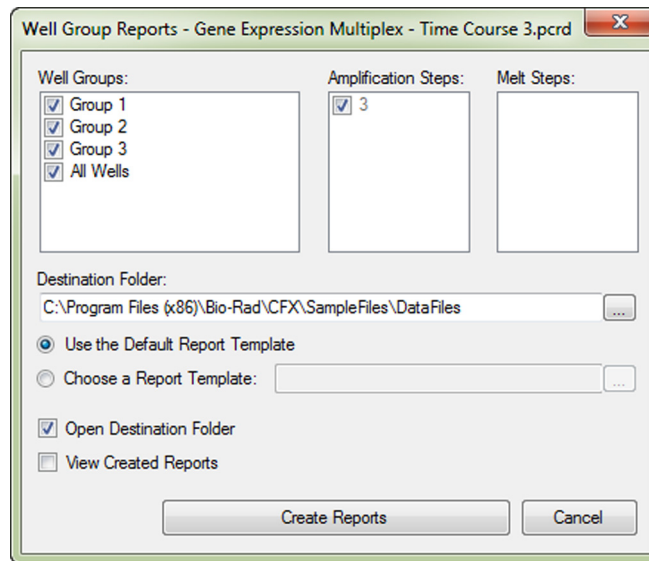 Well Group Reports - Gene Expression Multiplex - Time Course 3.pcrd
Well Groups:
Group 1
Group 2
Group 3
All Wells
Amplification Steps:
3
Melt Steps:
Destination Folder:
C:\Program Files (x86)\Bio-Rad\CFX\SampleFiles\DataFiles
...
Use the Default Report Template
Choose a Report Template:
...
Open Destination Folder
View Created Reports
Create Reports
Cancel